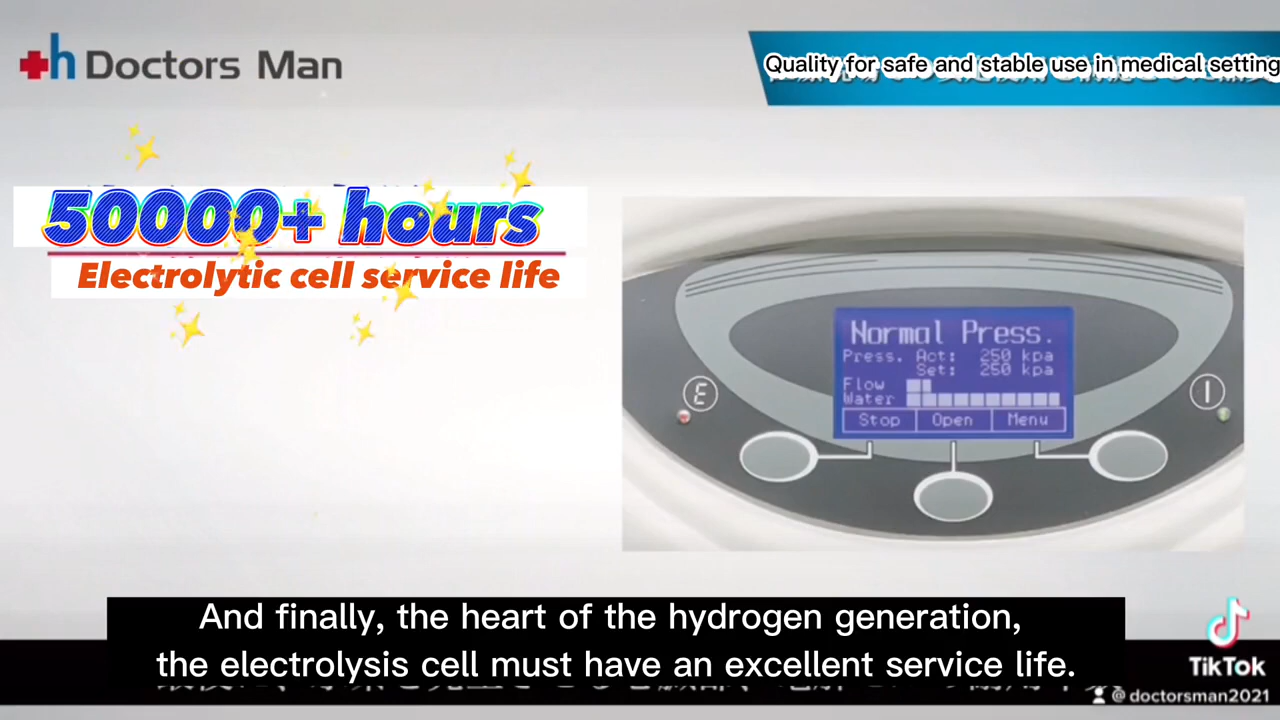 h Doctors Man
Quality for safe and stable use in medical setting
50000+ hours
Electrolytic cell service life
Normal Press.
Press. Act: 250 kpa
Set: 250 kpa
Flow
Water
Stop Open Menu
E
I
And finally, the heart of the hydrogen generation,
the electrolysis cell must have an excellent service life.
TikTok
@doctorsman2021